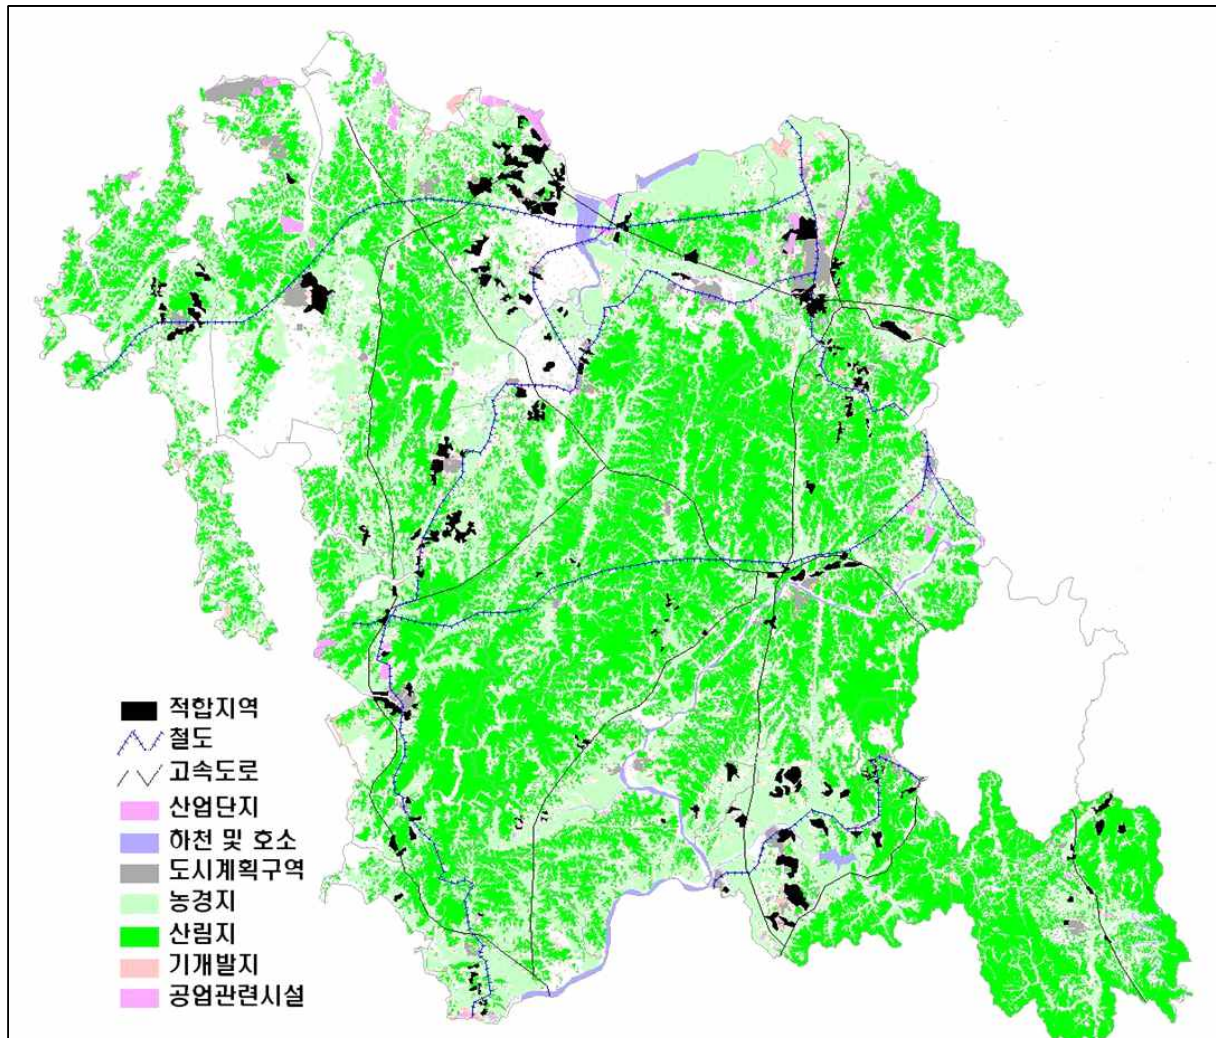 적합지역
철도
고속도로
산업단지
하천 및 호소
도시계획구역
농경지
산림지
기개발지
공업관련시설